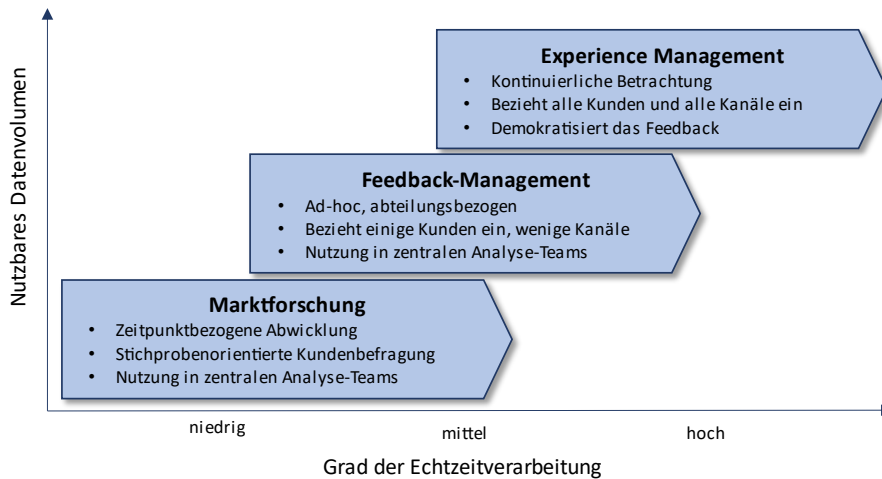 Nutzbares Datenvolumen
Experience Management
• Kontinuierliche Betrachtung
• Bezieht alle Kunden und alle Kanäle ein
• Demokratisiert das Feedback
Feedback-Management
• Ad-hoc, abteilungsbezogen
• Bezieht einige Kunden ein, wenige Kanäle
• Nutzung in zentralen Analyse-Teams
Marktforschung
• Zeitpunktbezogene Abwicklung
• Stichprobenorientierte Kundenbefragung
• Nutzung in zentralen Analyse-Teams
niedrig
mittel
hoch
Grad der Echtzeitverarbeitung